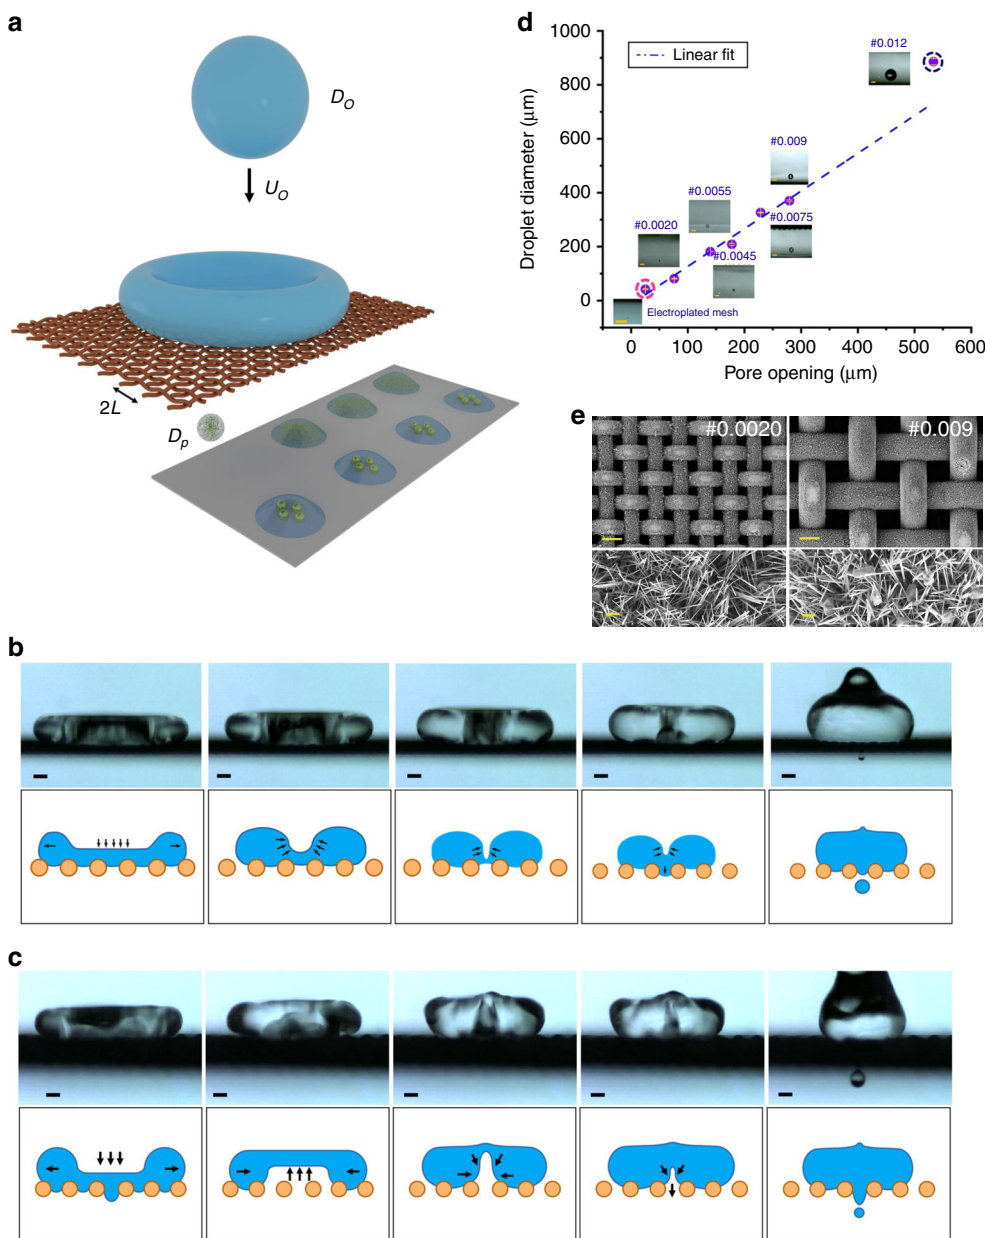 a
D_O
U_O
2L
D_p
d
Droplet diameter (μm)
1000
800
600
400
200
0
Linear fit
#0.012
#0.009
#0.0055
#0.0020
#0.0075
#0.0045
Electroplated mesh
0 100 200 300 400 500 600
Pore opening (μm)
e
#0.0020
#0.009
b
c